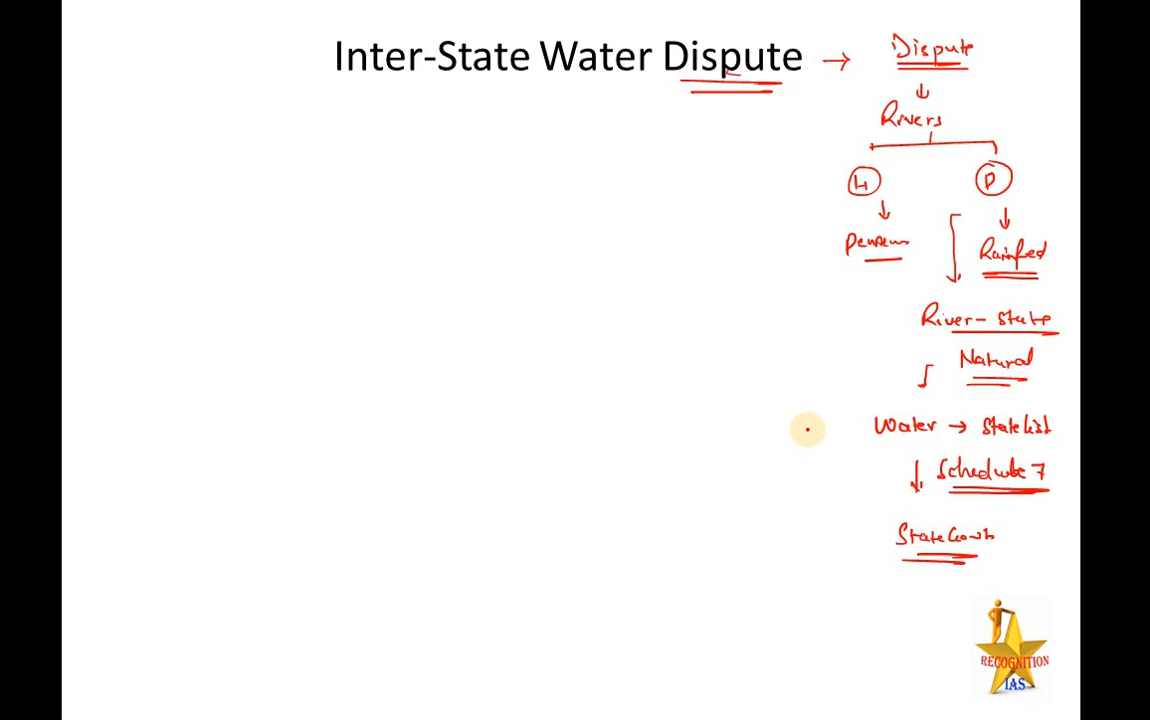 Inter-State Water Dispute → Dispute
↓
Rivers
H P
↓ ↓
Rainfed
River - State
Natural
Water → State List
↓ Schedule 7
State Govt
RECOGNITION
IAS